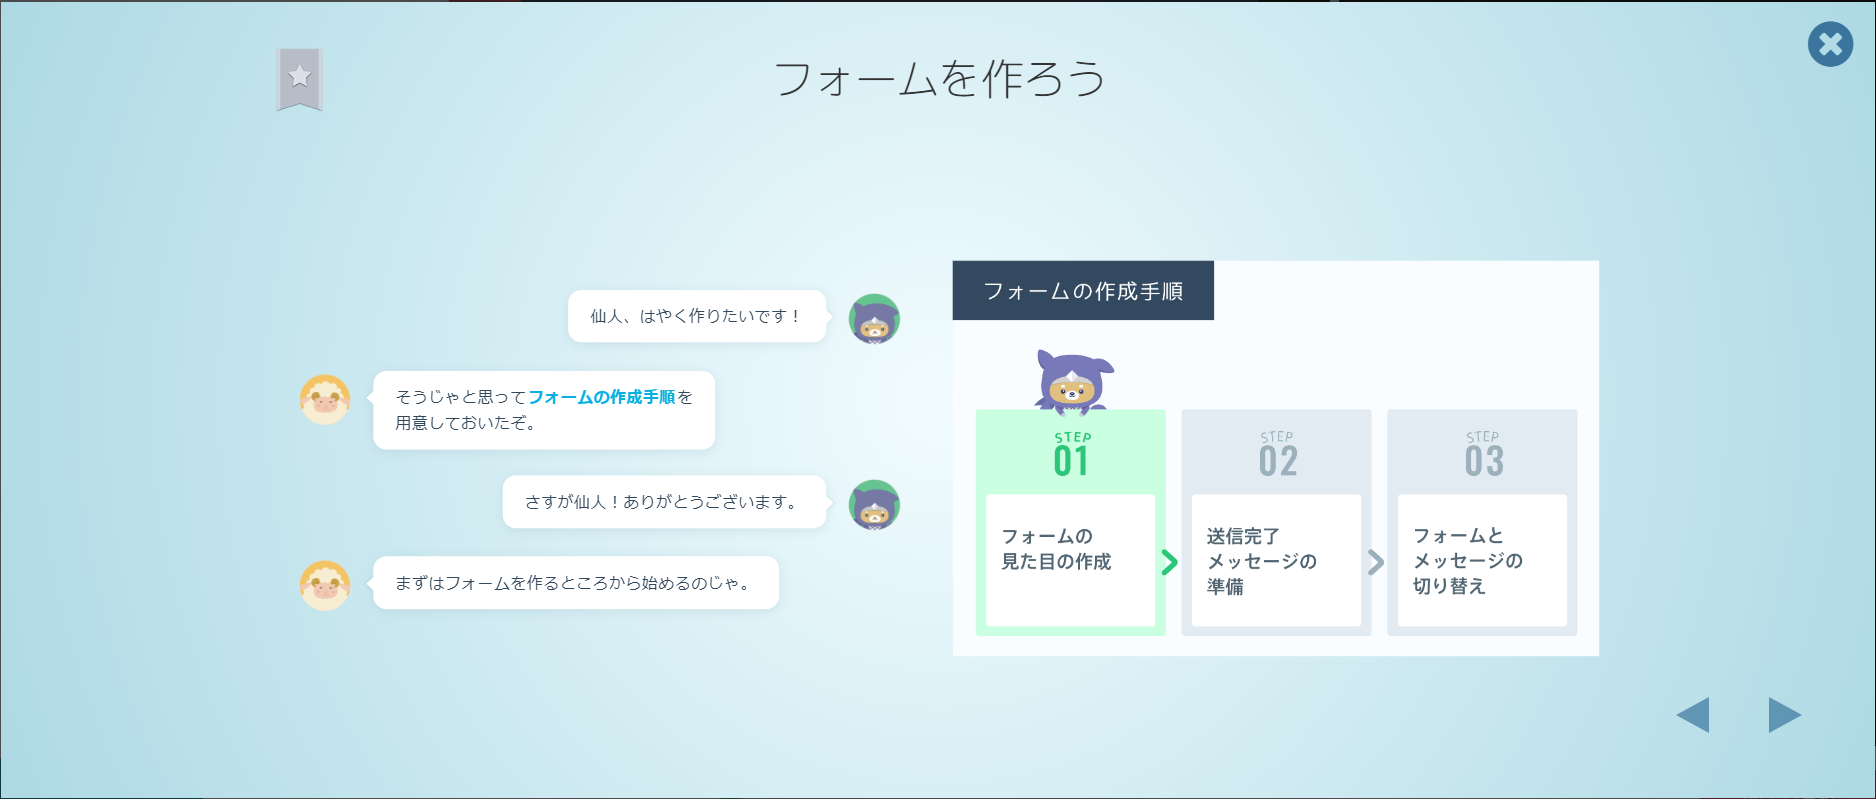 フォームを作ろう
仙人、はやく作りたいです！
そうじゃと思ってフォームの作成手順を
用意しておいたぞ。
さすが仙人！ありがとうございます。
まずはフォームを作るところから始めるのじゃ。
フォームの作成手順
STEP
01
フォームの
見た目の作成
STEP
02
送信完了
メッセージの
準備
STEP
03
フォームと
メッセージの
切り替え